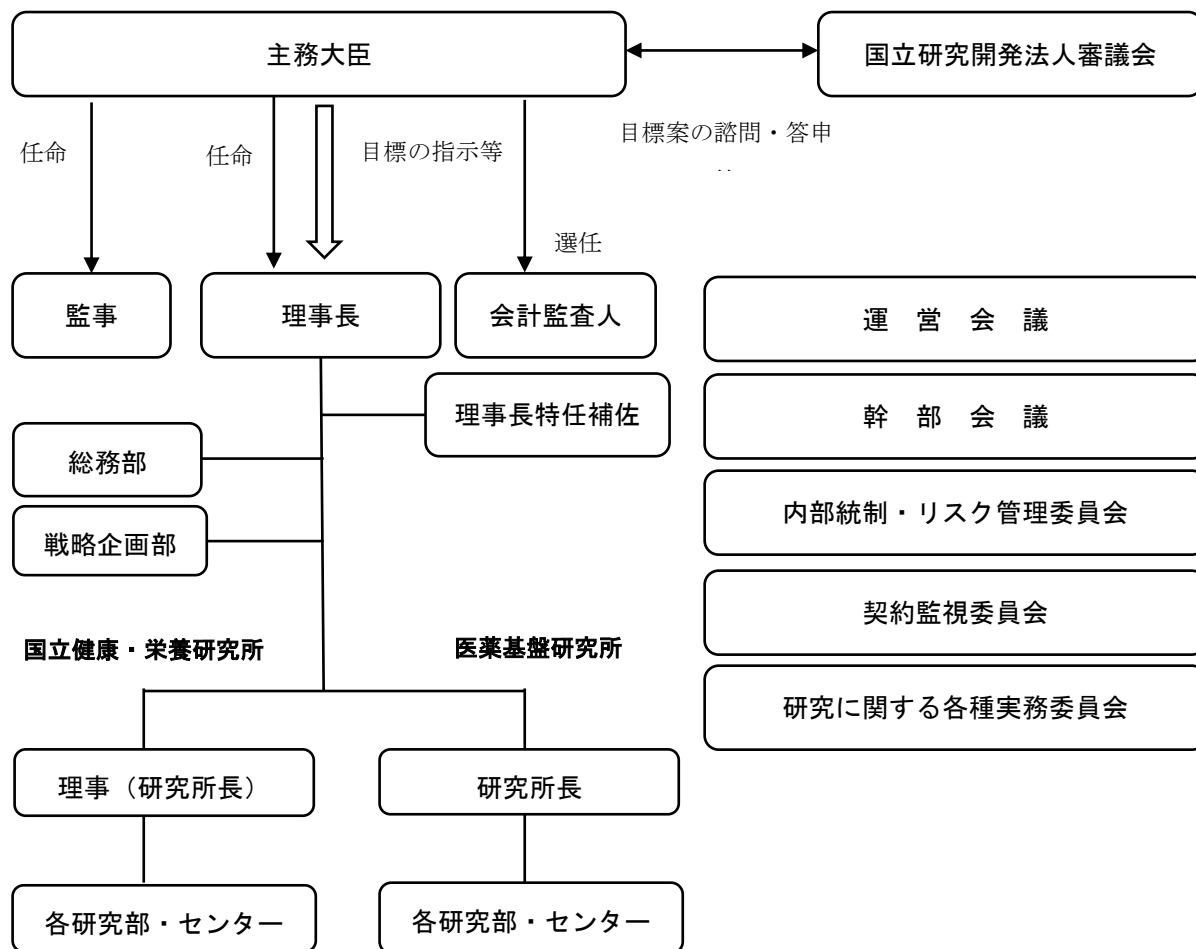 主務大臣
国立研究開発法人審議会
任命
任命
目標の指示等
目標案の諮問・答申
選任
監事
理事長
会計監査人
運　営　会　議
理事長特任補佐
幹　部　会　議
総務部
戦略企画部
内部統制・リスク管理委員会
契約監視委員会
国立健康・栄養研究所
医薬基盤研究所
研究に関する各種実務委員会
理事（研究所長）
研究所長
各研究部・センター
各研究部・センター